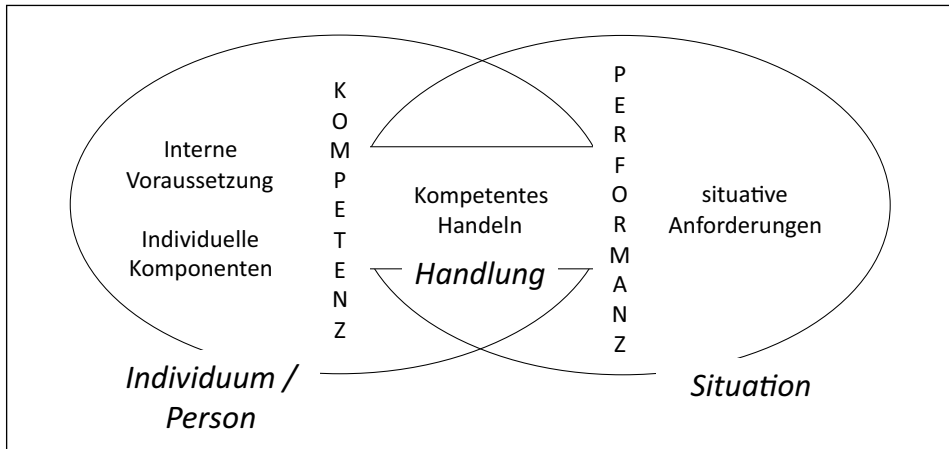 Interne
Voraussetzung
Individuelle
Komponenten
KOMPETENZ
Kompetentes
Handeln
Handlung
PERFORMANZ
situative
Anforderungen
Individuum /
Person
Situation